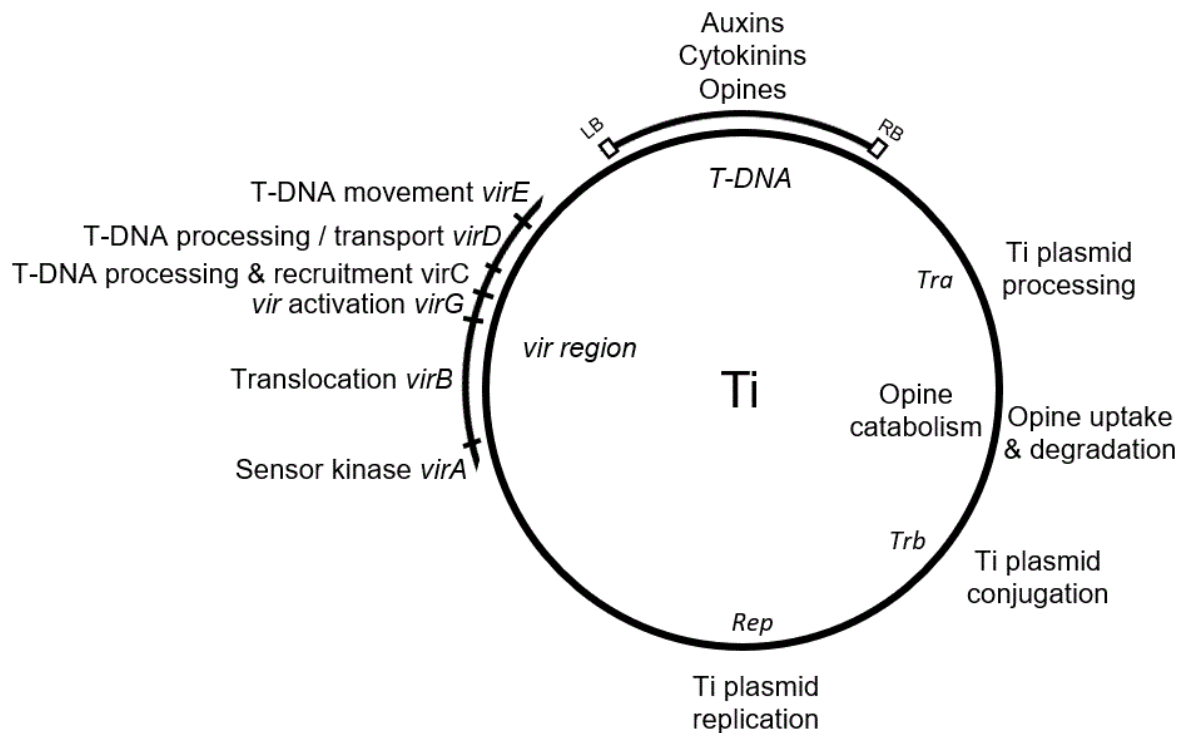 Auxins
Cytokinins
Opines
LB
RB
T-DNA
T-DNA movement virE
T-DNA processing / transport virD
T-DNA processing & recruitment virC
vir activation virG
Translocation virB
Sensor kinase virA
vir region
Ti
Tra
Ti plasmid
processing
Opine
catabolism
Opine uptake
& degradation
Trb
Ti plasmid
conjugation
Rep
Ti plasmid
replication